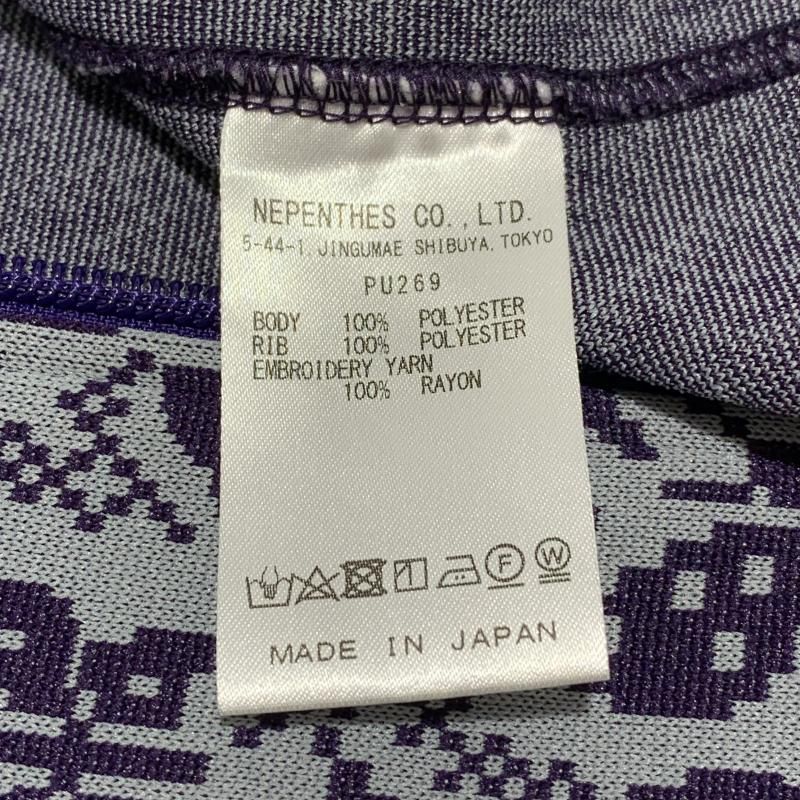 NEPENTHES CO., LTD.
5-44-1, JINGUMAE SHIBUYA, TOKYO
PU269
BODY 100% POLYESTER
RIB 100% POLYESTER
EMBROIDERY YARN
100% RAYON
F W
MADE IN JAPAN